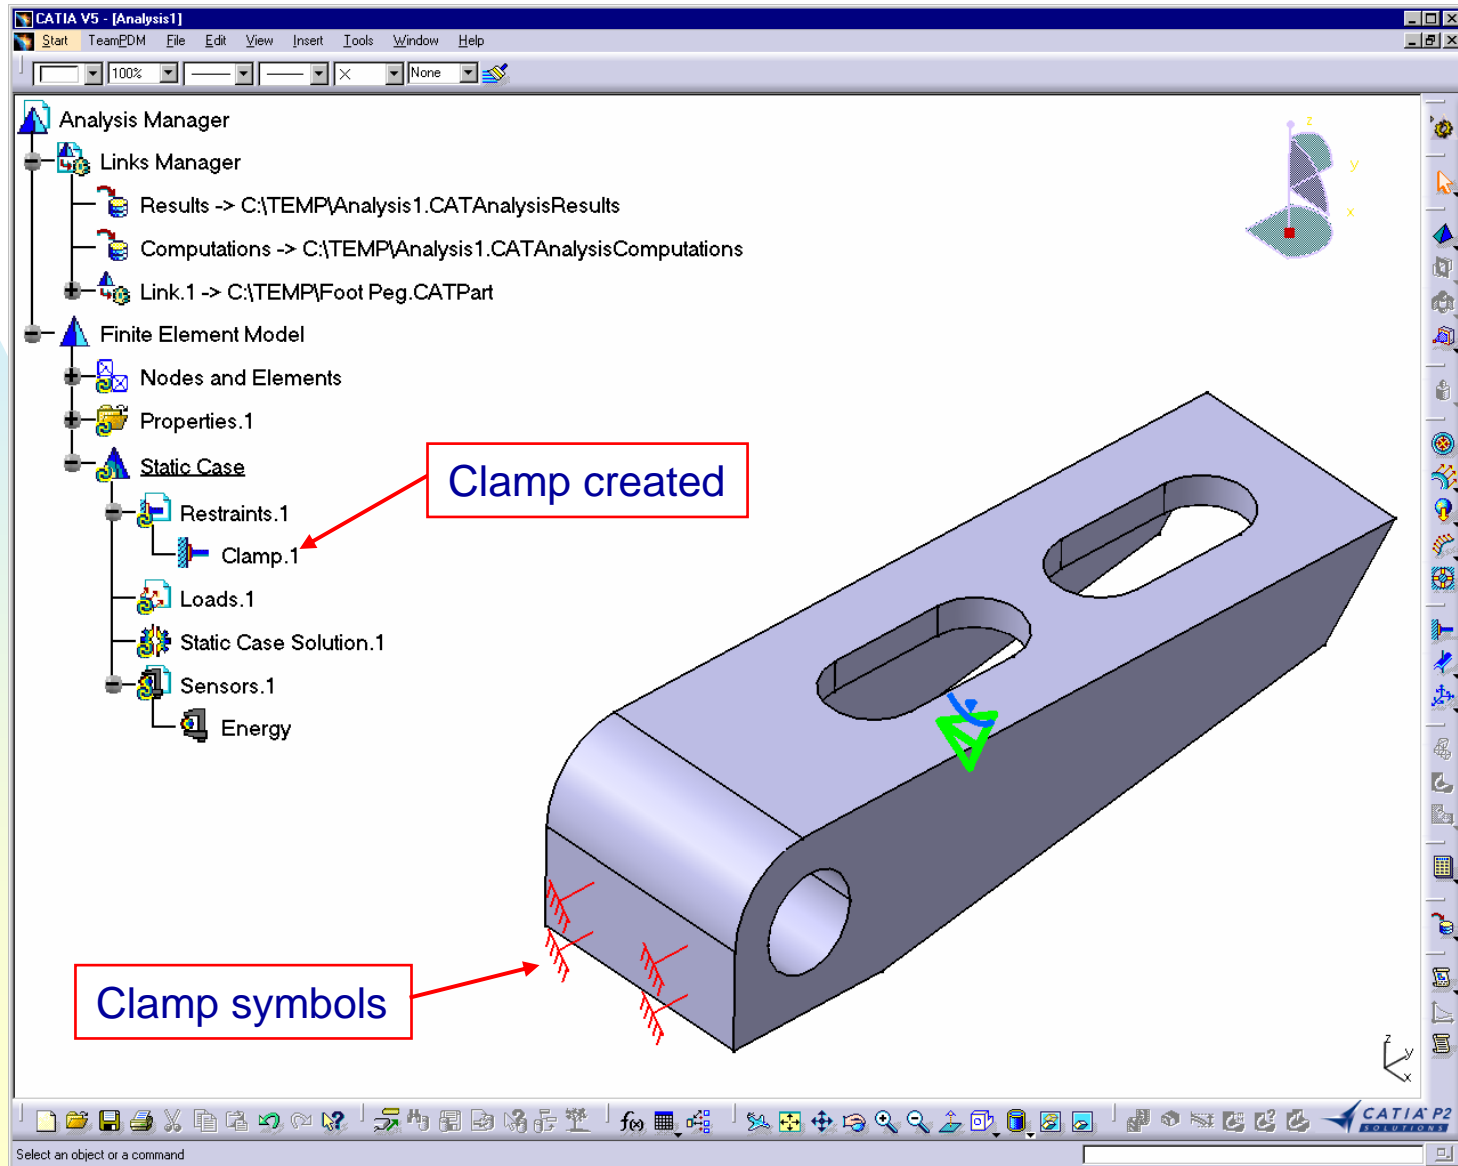 CATIA V5 - [Analysis1]
Start TeamPDM File Edit View Insert Tools Window Help
100% None
Analysis Manager
Links Manager
Results -> C:\TEMP\Analysis1.CATAnalysisResults
Computations -> C:\TEMP\Analysis1.CATAnalysisComputations
Link.1 -> C:\TEMP\Foot Peg.CATPart
Finite Element Model
Nodes and Elements
Properties.1
Static Case
Restraints.1
Clamp.1
Loads.1
Static Case Solution.1
Sensors.1
Energy
Clamp created
Clamp symbols
z
y
x
z
y
x
f(x)
CATIA P2
SOLUTIONS
Select an object or a command